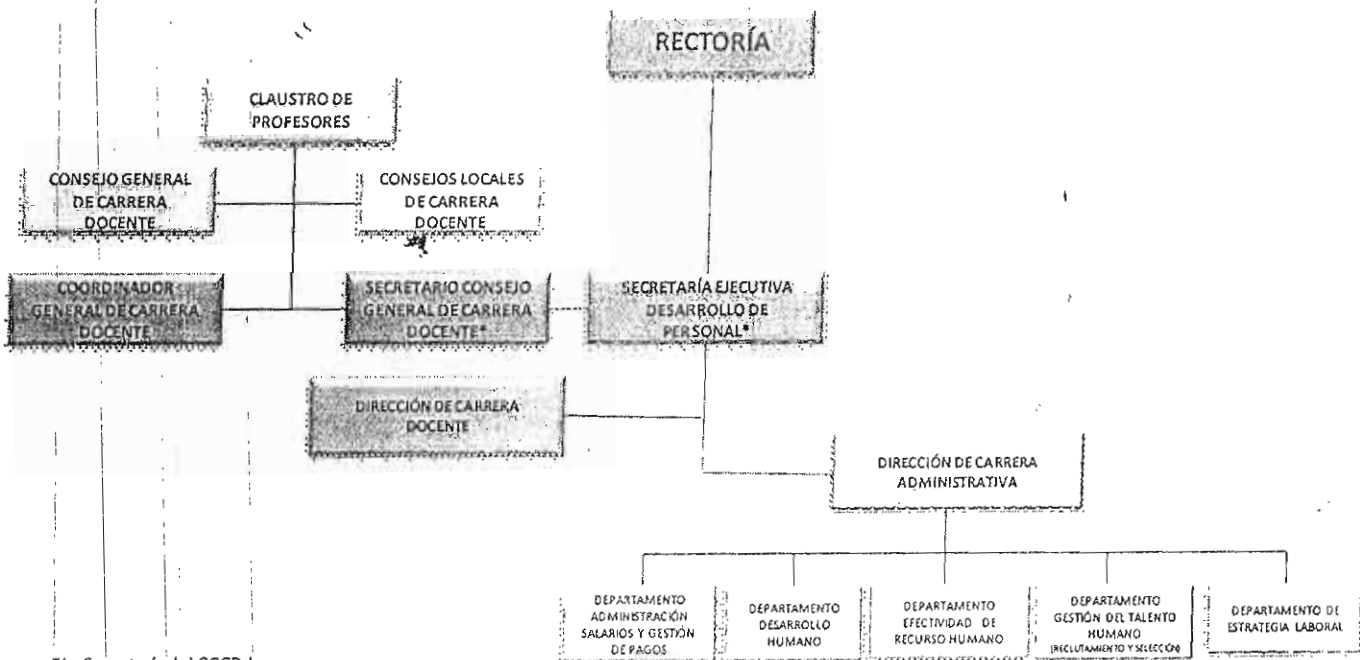 RECTORÍA
CLAUSTRO DE
PROFESORES
CONSEJO GENERAL
DE CARRERA
DOCENTE
CONSEJOS LOCALES
DE CARRERA
DOCENTE
COORDINADOR
GENERAL DE CARRERA
DOCENTE
SECRETARIO CONSEJO
GENERAL DE CARRERA
DOCENTE*
SECRETARÍA EJECUTIVA
DESARROLLO DE
PERSONAL*
DIRECCIÓN DE CARRERA
DOCENTE
DIRECCIÓN DE CARRERA
ADMINISTRATIVA
DEPARTAMENTO
ADMINISTRACIÓN
SALARIOS Y GESTIÓN
DE PAGOS
DEPARTAMENTO
DESARROLLO
HUMANO
DEPARTAMENTO
EFECTIVIDAD DE
RECURSO HUMANO
DEPARTAMENTO
GESTIÓN DEL TALENTO
HUMANO
(RECLUTAMIENTO Y SELECCIÓN)
DEPARTAMENTO DE
ESTRATEGIA LABORAL